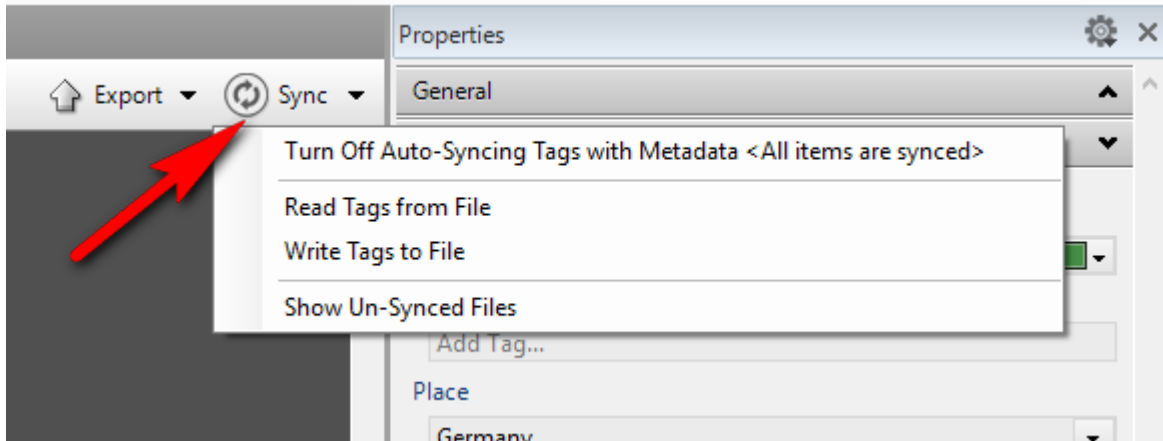 Properties
Export Sync General
Turn Off Auto-Syncing Tags with Metadata <All items are synced>
Read Tags from File
Write Tags to File
Show Un-Synced Files
Add Tag...
Place
Germany